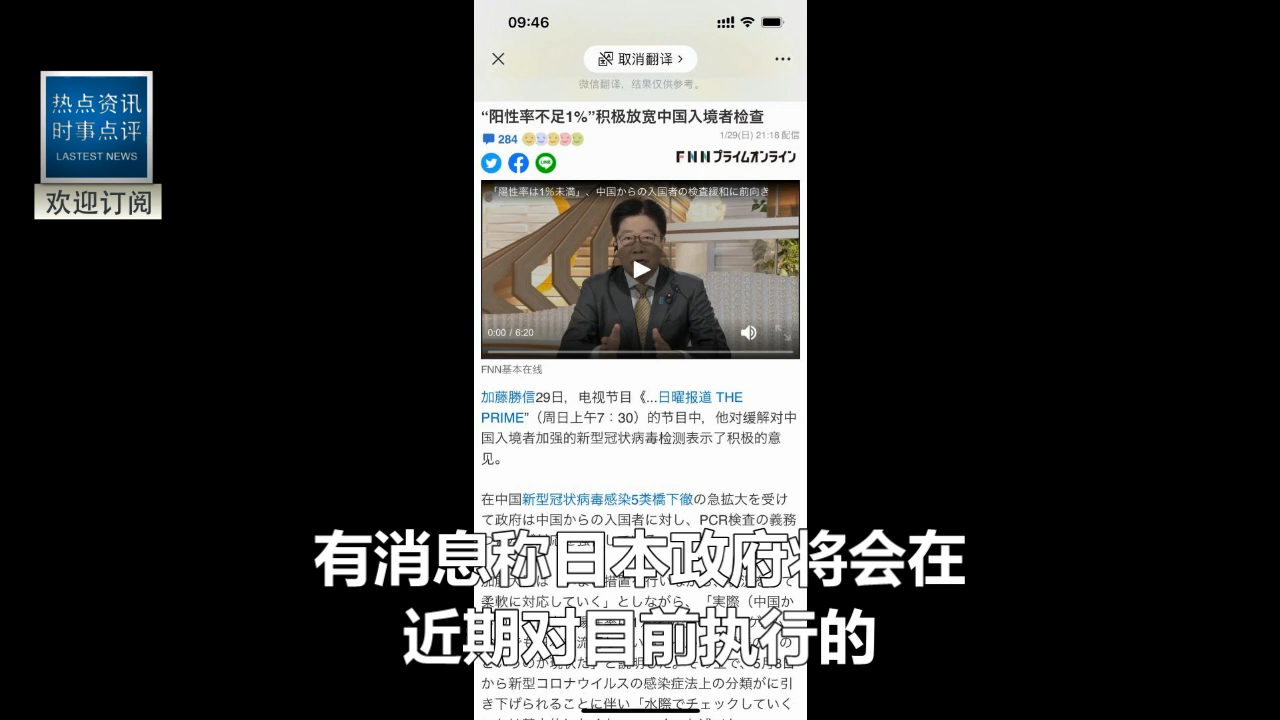 09:46
取消翻译 ›
微信翻译，结果仅供参考。
热点资讯
时事点评
LASTEST NEWS
欢迎订阅
“阳性率不足1%”积极放宽中国入境者检查
284
1/29(日) 21:18 配信
FNNプライムオンライン
LINE
「陽性率は1%未満」、中国からの入国者の検査緩和に前向き
0:00 / 6:20
FNN基本在线
加藤勝信29日，电视节目《...日曜报道 THE
PRIME”（周日上午7：30）的节目中，他对缓解对中
国入境者加强的新型冠状病毒检测表示了积极的意
见。
在中国新型冠状病毒感染5类橋下徹の急拡大を受け
て政府は中国からの入国者に対し、PCR検査の義務
有消息称日本政府将会在
柔軟に対応していく」としながら、「実際（中国か
近期对目前执行的
から新型コロナウイルスの感染症法上の分類がに引
き下げられることに伴い「水際でチェックしていく